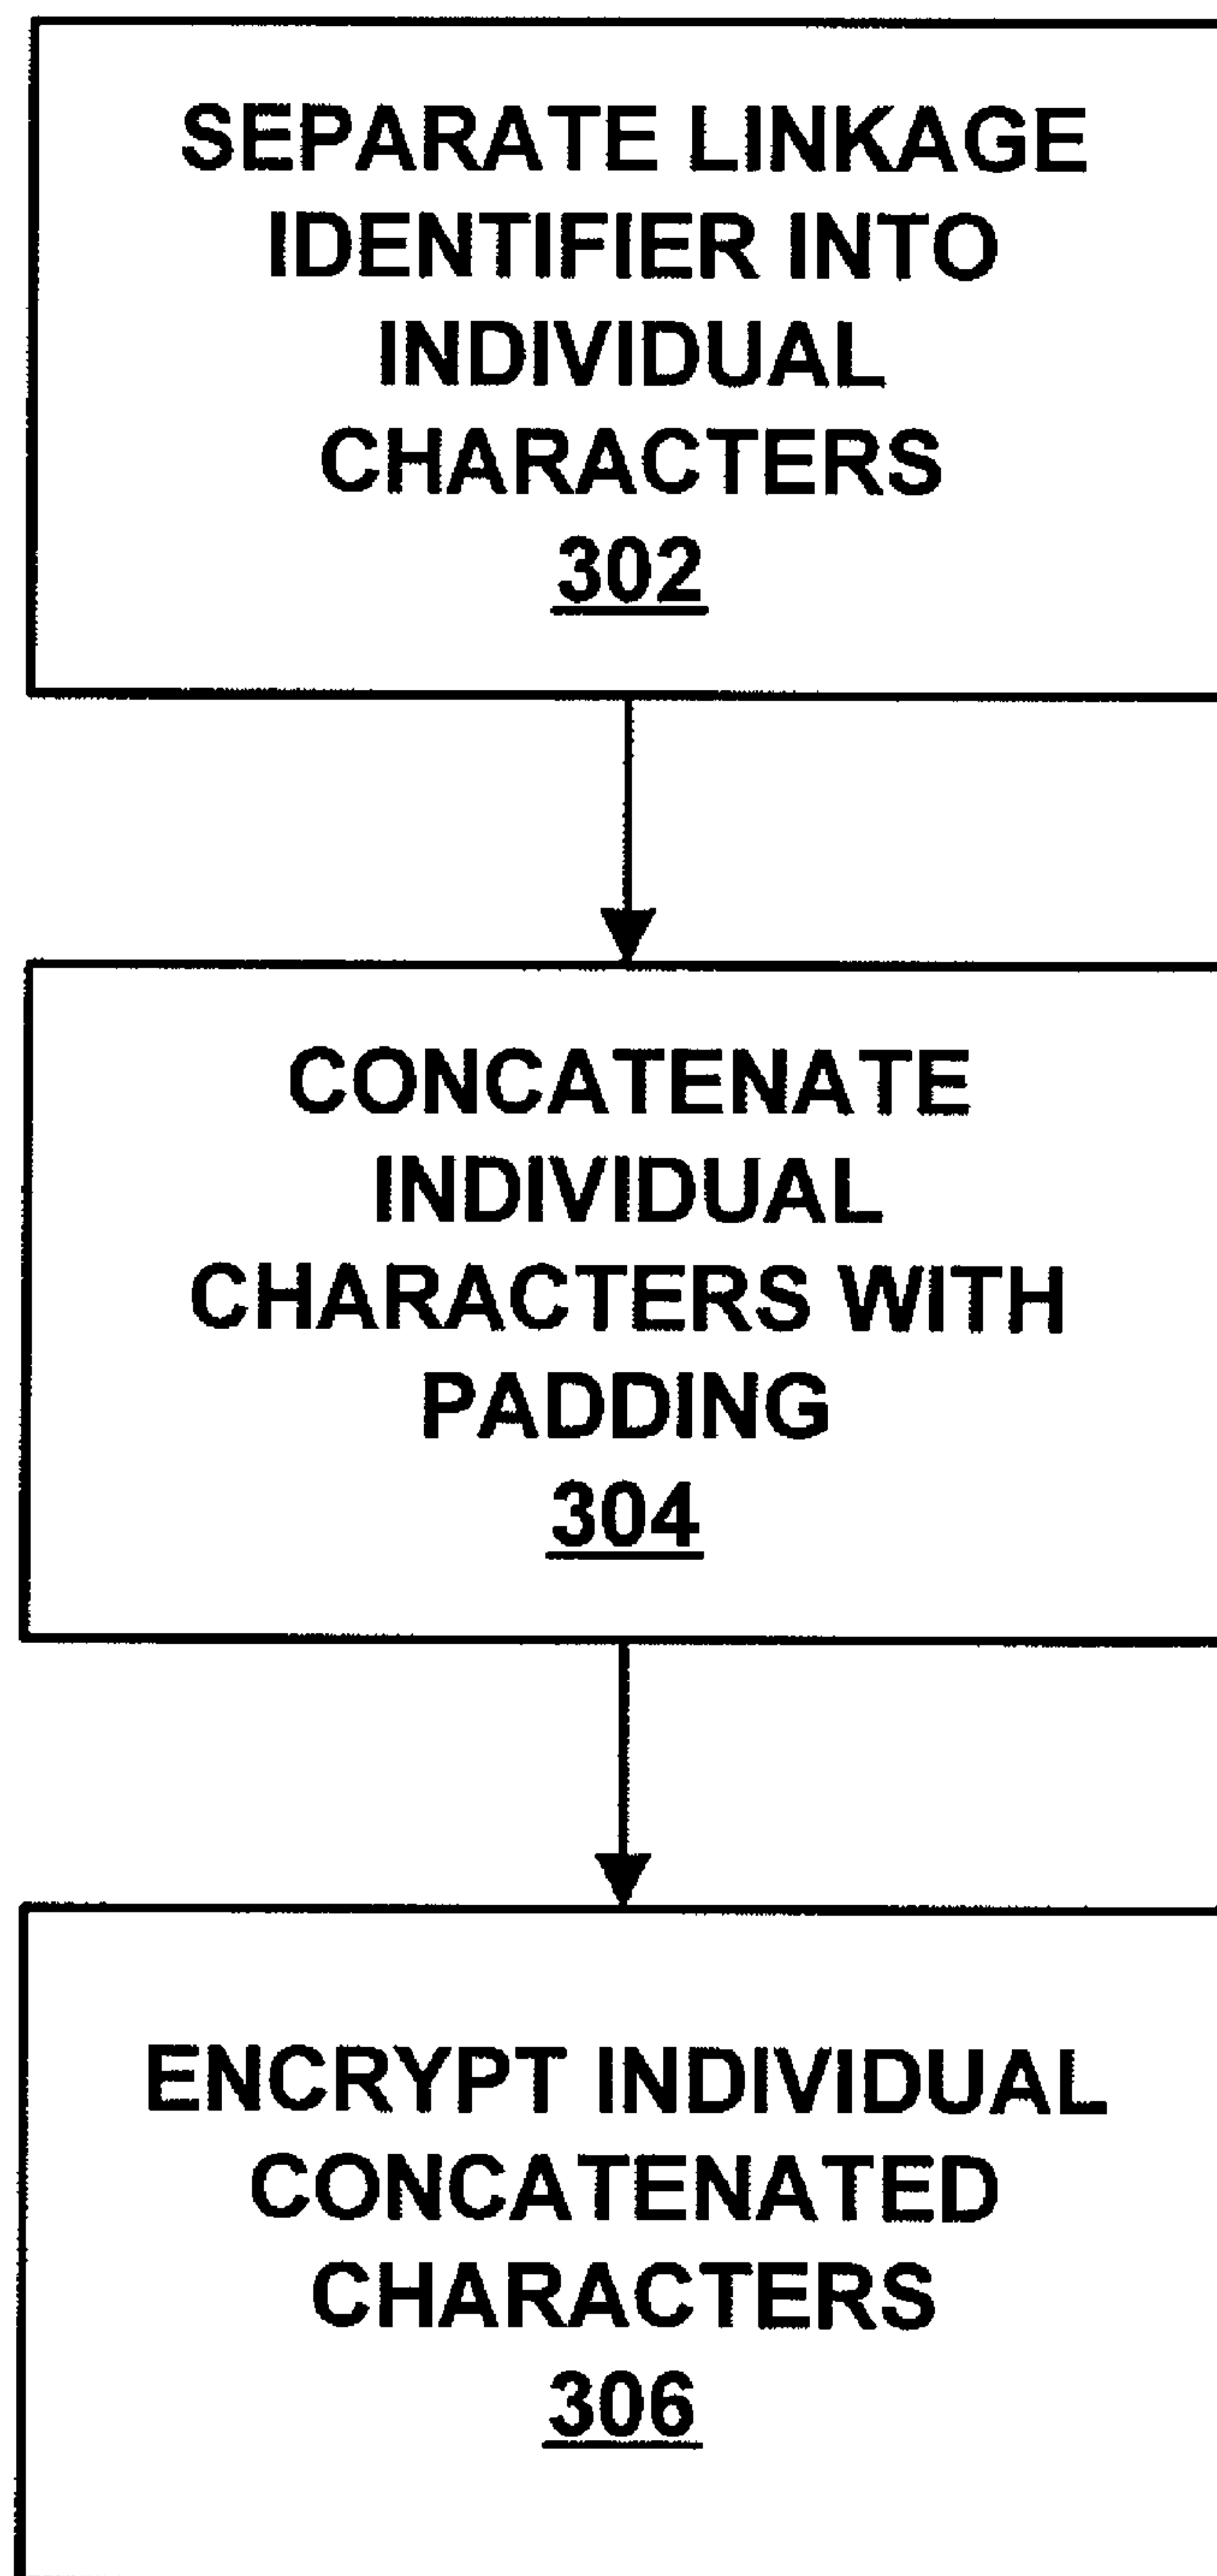 SEPARATE LINKAGE
IDENTIFIER INTO
INDIVIDUAL
CHARACTERS
302
CONCATENATE
INDIVIDUAL
CHARACTERS WITH
PADDING
304
ENCRYPT INDIVIDUAL
CONCATENATED
CHARACTERS
306